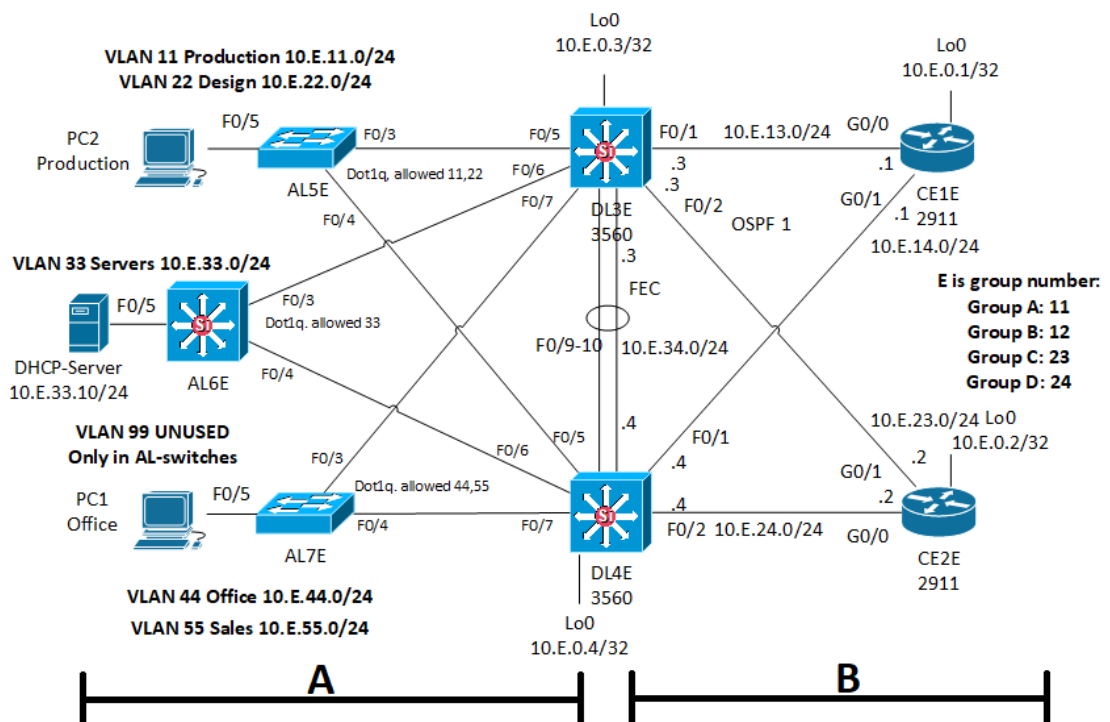 Lo0
10.E.0.3/32
Lo0
10.E.0.1/32
VLAN 11 Production 10.E.11.0/24
VLAN 22 Design 10.E.22.0/24
F0/5
F0/3
F0/5
F0/1
10.E.13.0/24
G0/0
PC2
Production
Dot1q, allowed 11,22
F0/6
.3
.3
.1
AL5E
F0/4
F0/7
F0/2
G0/1
.1
CE1E
2911
DL3E
3560
OSPF 1
10.E.14.0/24
.3
VLAN 33 Servers 10.E.33.0/24
F0/5
F0/3
Dot1q. allowed 33
FEC
E is group number:
Group A: 11
Group B: 12
Group C: 23
Group D: 24
DHCP-Server
10.E.33.10/24
AL6E
F0/4
F0/9-10
10.E.34.0/24
VLAN 99 UNUSED
Only in AL-switches
F0/6
F0/5
.4
F0/1
10.E.23.0/24
Lo0
10.E.0.2/32
F0/3
Dot1q. allowed 44,55
.4
G0/1
.2
PC1
Office
F0/5
F0/4
F0/7
.4
F0/2
10.E.24.0/24
.2
G0/0
AL7E
DL4E
3560
CE2E
2911
VLAN 44 Office 10.E.44.0/24
VLAN 55 Sales 10.E.55.0/24
Lo0
10.E.0.4/32
A
B